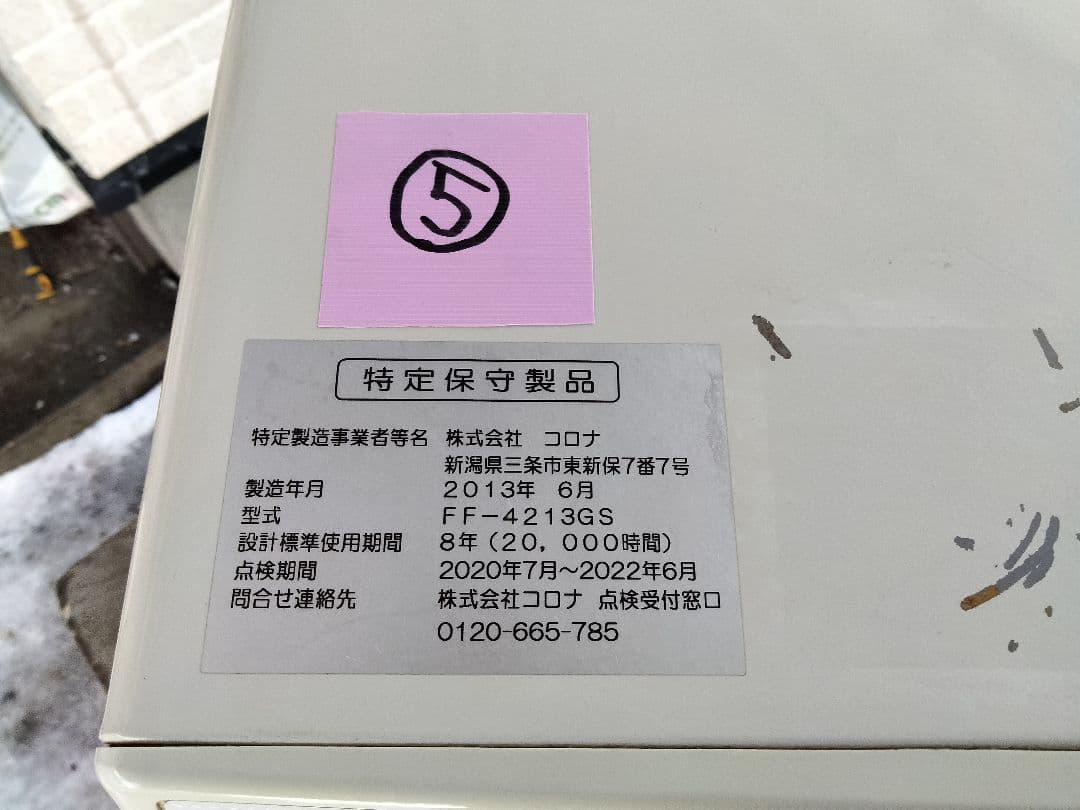 ⑤
特定保守製品
特定製造事業者等名 株式会社 コロナ
新潟県三条市東新保7番7号
製造年月 2013年 6月
型式 FF-4213GS
設計標準使用期間 8年(20,000時間)
点検期間 2020年7月~2022年6月
問合せ連絡先 株式会社コロナ 点検受付窓口
0120-665-785